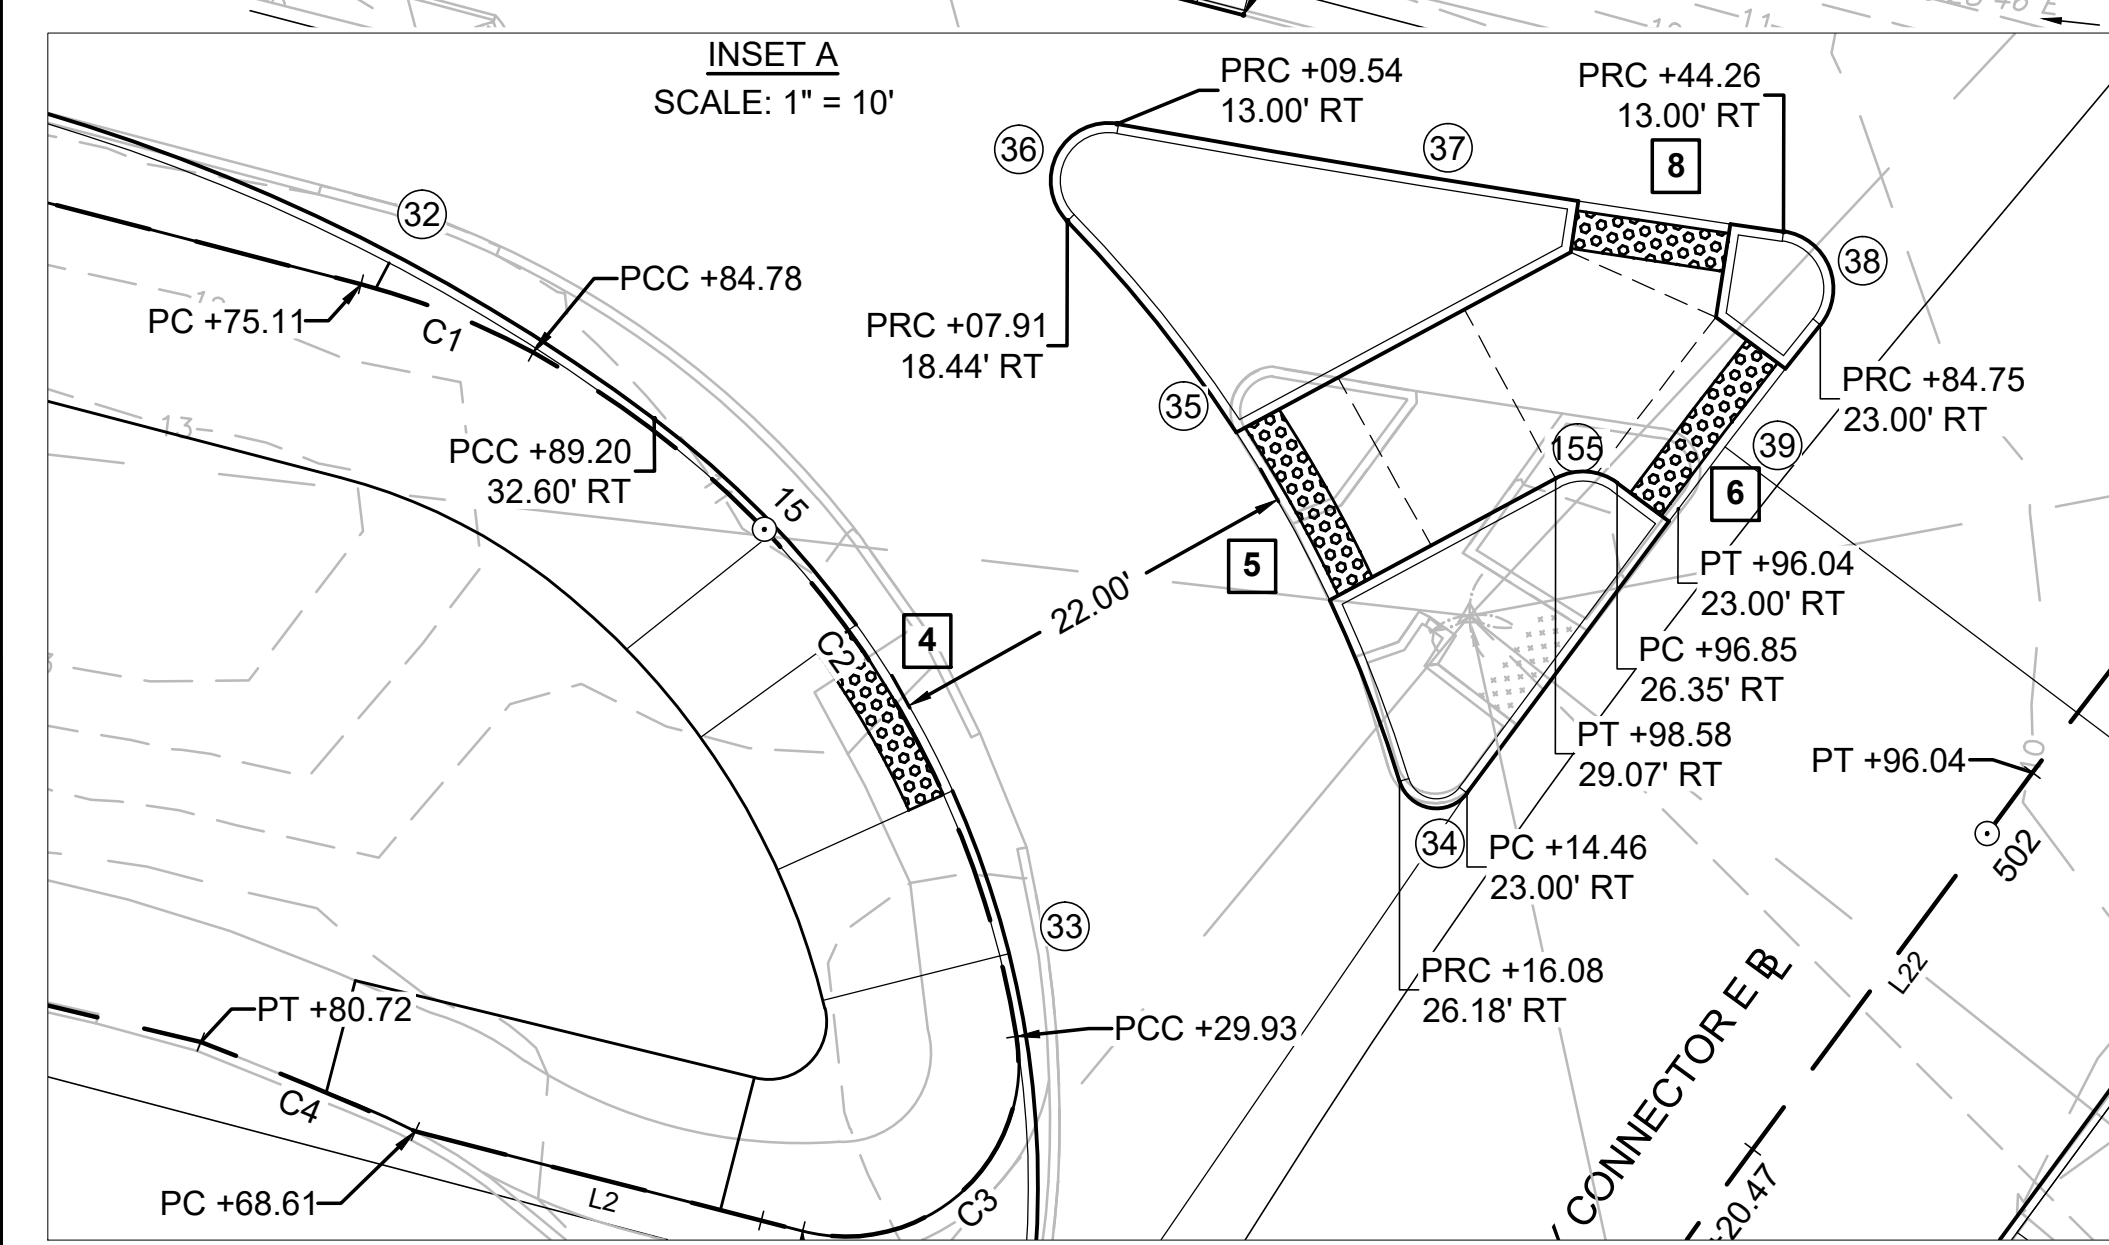 INSET A
SCALE: 1" = 10'
PRC +09.54
13.00' RT
PRC +44.26
13.00' RT
8
36
37
38
32
PC +75.11
C1
PCC +84.78
PRC +07.91
18.44' RT
35
PRC +84.75
23.00' RT
39
155
6
13
PCC +89.20
32.60' RT
15
4
5
22.00'
C2
PT +96.04
23.00' RT
PC +96.85
26.35' RT
PT +98.58
29.07' RT
PT +96.04
502
34
PC +14.46
23.00' RT
PRC +16.08
26.18' RT
33
PCC +29.93
PT +80.72
C4
PC +68.61
L2
C3
L22
CONNECTOR E BL
20.47
11